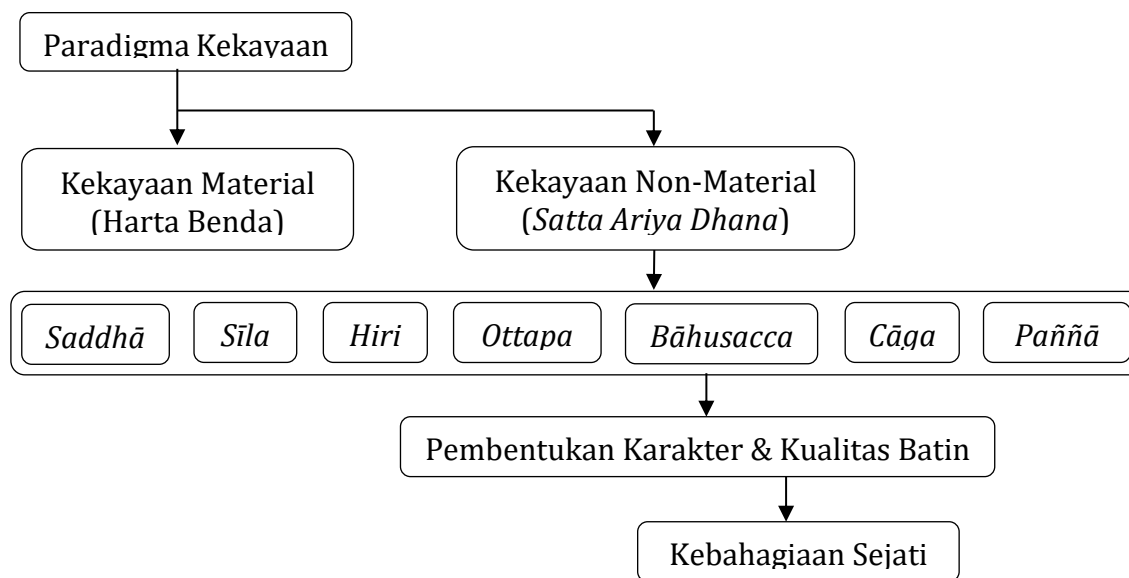 Paradigma Kekayaan
Kekayaan Material
(Harta Benda)
Kekayaan Non-Material
(Satta Ariya Dhana)
Saddhā
Sīla
Hiri
Ottapa
Bāhusacca
Cāga
Paññā
Pembentukan Karakter & Kualitas Batin
Kebahagiaan Sejati